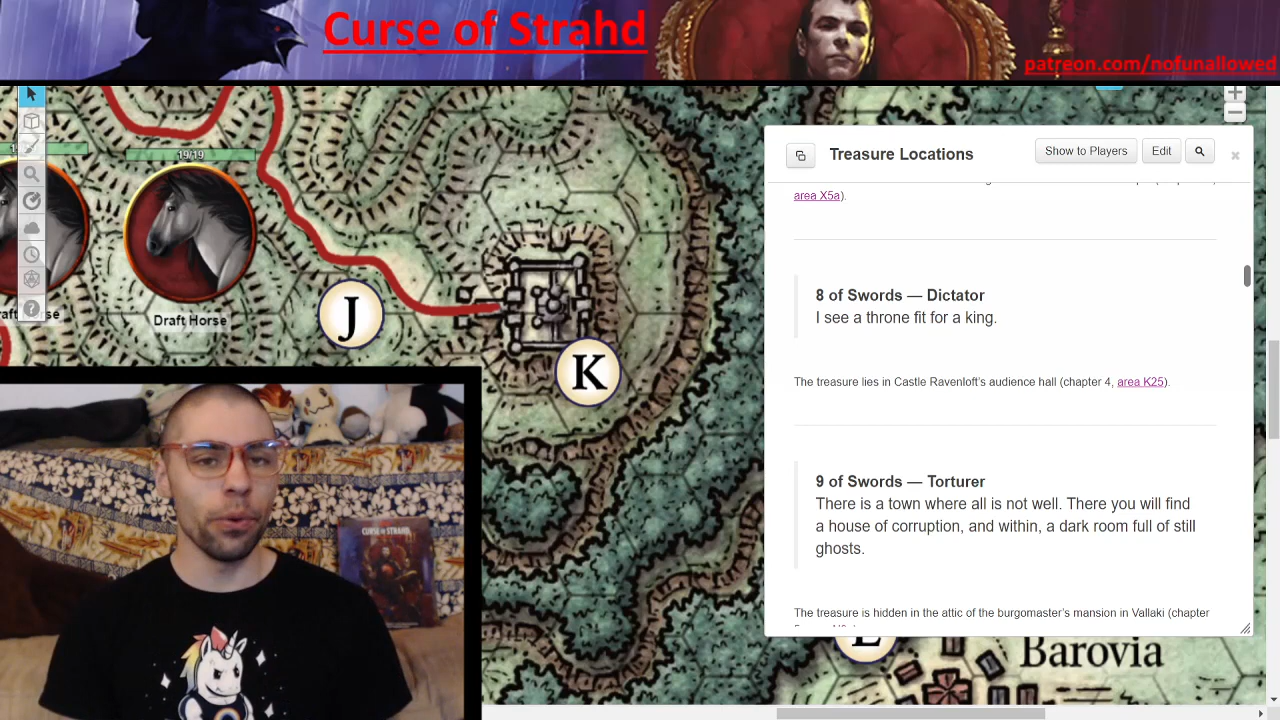 Curse of Strahd
patreon.com/nofunallowed
19/19
Draft Horse
J
K
Barovia
CURSE OF STRAHD
Treasure Locations
Show to Players
Edit
area X5a).
8 of Swords — Dictator
I see a throne fit for a king.
The treasure lies in Castle Ravenloft’s audience hall (chapter 4, area K25).
9 of Swords — Torturer
There is a town where all is not well. There you will find
a house of corruption, and within, a dark room full of still
ghosts.
The treasure is hidden in the attic of the burgomaster’s mansion in Vallaki (chapter